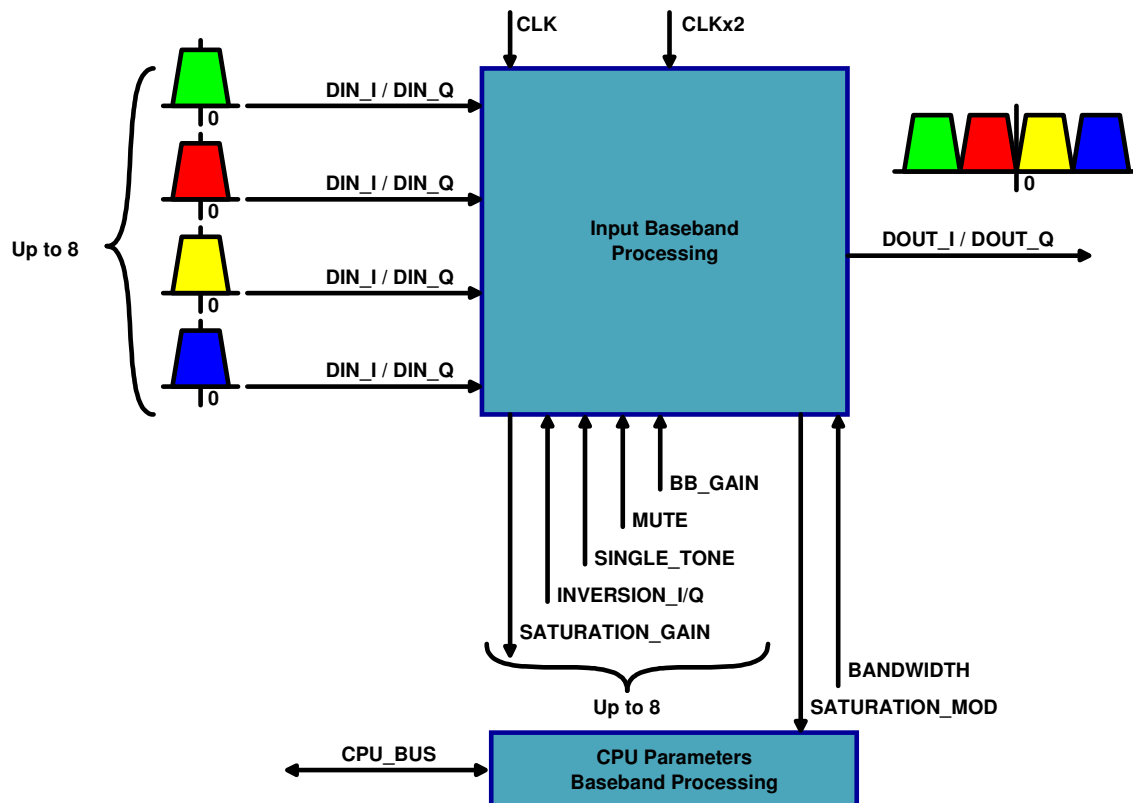 CLK
CLKx2
DIN_I / DIN_Q
0
DIN_I / DIN_Q
0
0
Up to 8
Input Baseband
Processing
DOUT_I / DOUT_Q
DIN_I / DIN_Q
0
DIN_I / DIN_Q
0
BB_GAIN
MUTE
SINGLE_TONE
INVERSION_I/Q
SATURATION_GAIN
BANDWIDTH
Up to 8
SATURATION_MOD
CPU_BUS
CPU Parameters
Baseband Processing